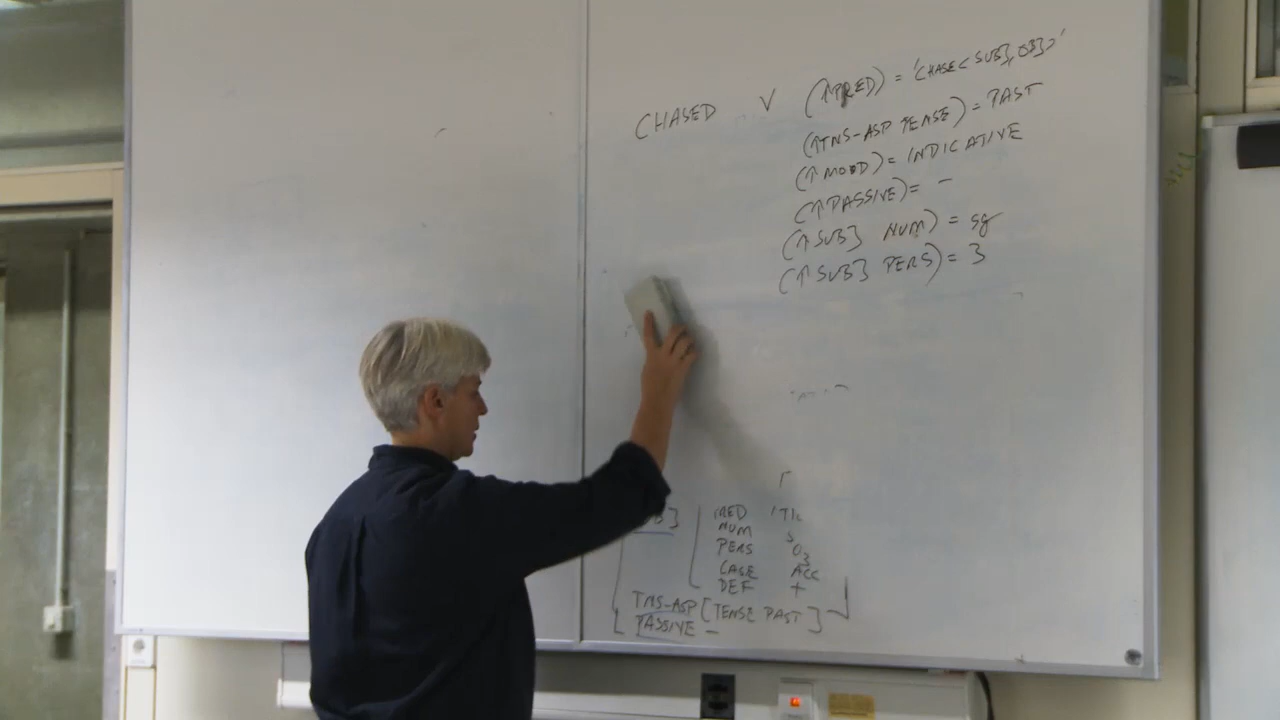 CHASED V (↑PRED) = 'CHASE< SUBJ, OBJ>'
(↑TNS-ASP TENSE) = PAST
(↑MOOD) = INDICATIVE
(↑PASSIVE) = -
(↑SUBJ NUM) = sg
(↑SUBJ PERS) = 3
NUM S
PERS 3
CASE ACC
DEF +
TNS-ASP [TENSE PAST]
PASSIVE -